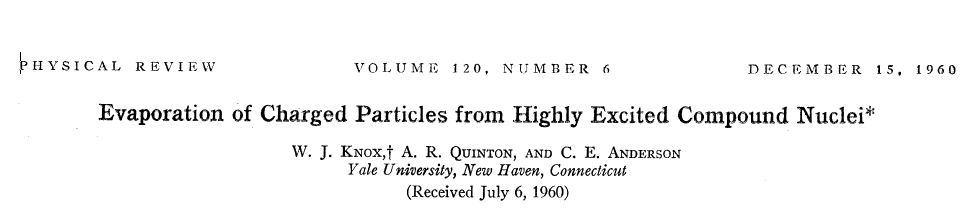 PHYSICAL REVIEW VOLUME 120, NUMBER 6 DECEMBER 15, 1960
Evaporation of Charged Particles from Highly Excited Compound Nuclei*
W. J. KNOX,† A. R. QUINTON, AND C. E. ANDERSON
Yale University, New Haven, Connecticut
(Received July 6, 1960)